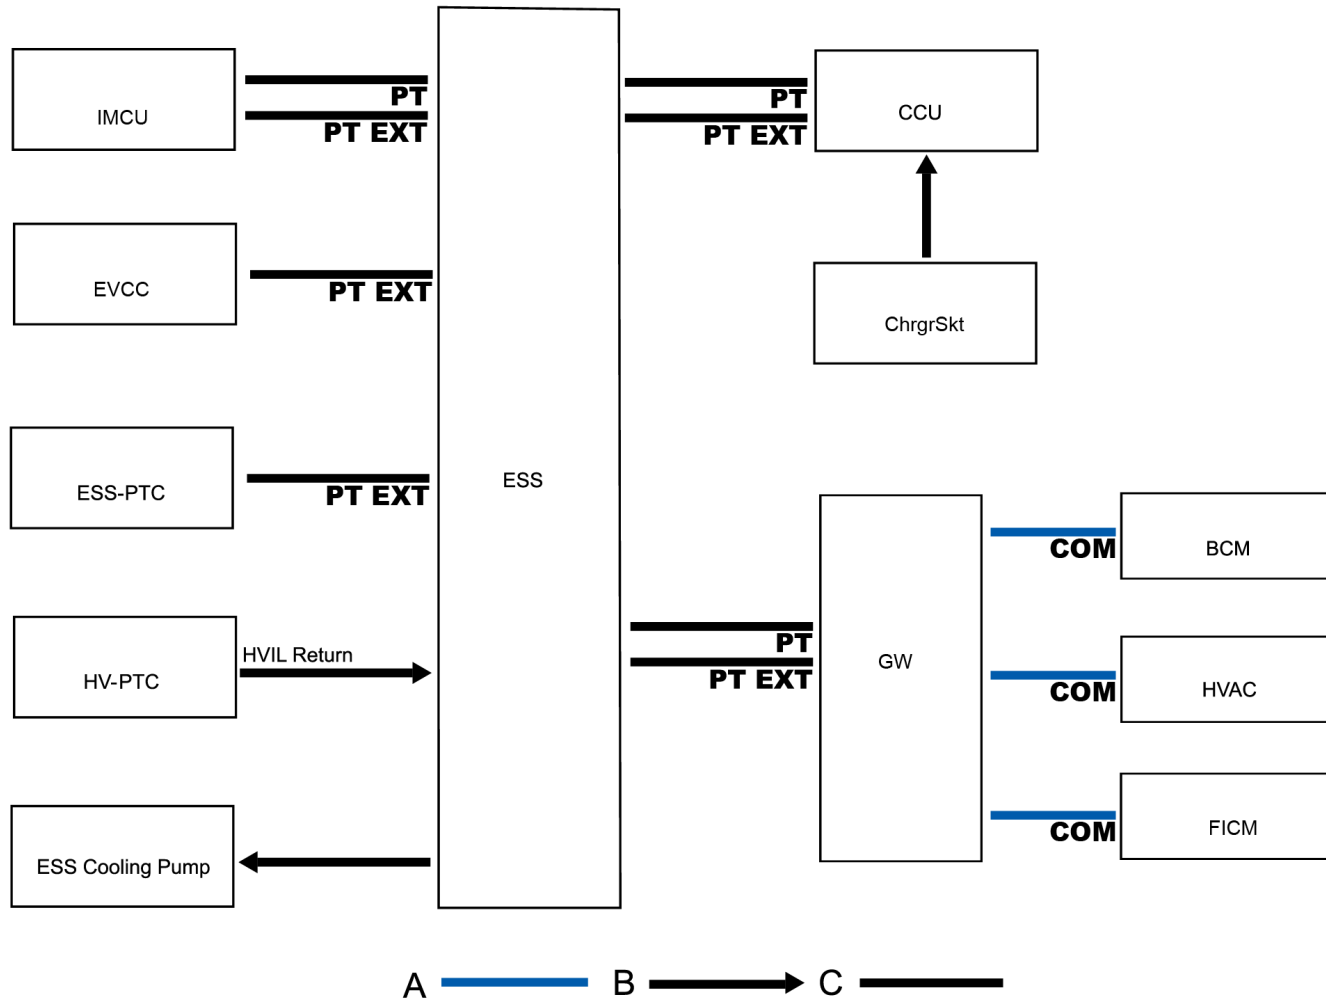 IMCU
PT
PT EXT
PT
PT EXT
CCU
EVCC
PT EXT
ChrgrSkt
ESS-PTC
PT EXT
ESS
COM
BCM
HV-PTC
HVIL Return
PT
PT EXT
GW
COM
HVAC
ESS Cooling Pump
COM
FICM
A
B
C